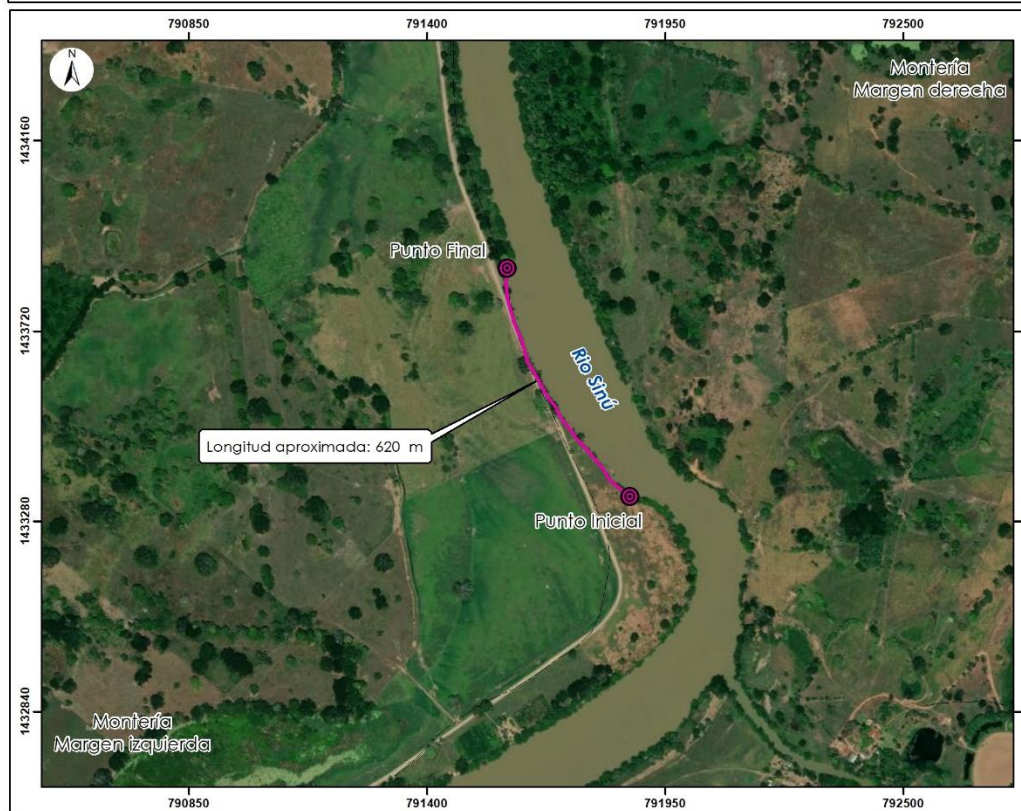 790850
791400
791950
792500
N
Montería
Margen derecha
1434160
Punto Final
1433720
Rio Sinú
Longitud aproximada: 620 m
1433280
Punto Inicial
1432840
Montería
Margen izquierda
790850
791400
791950
792500